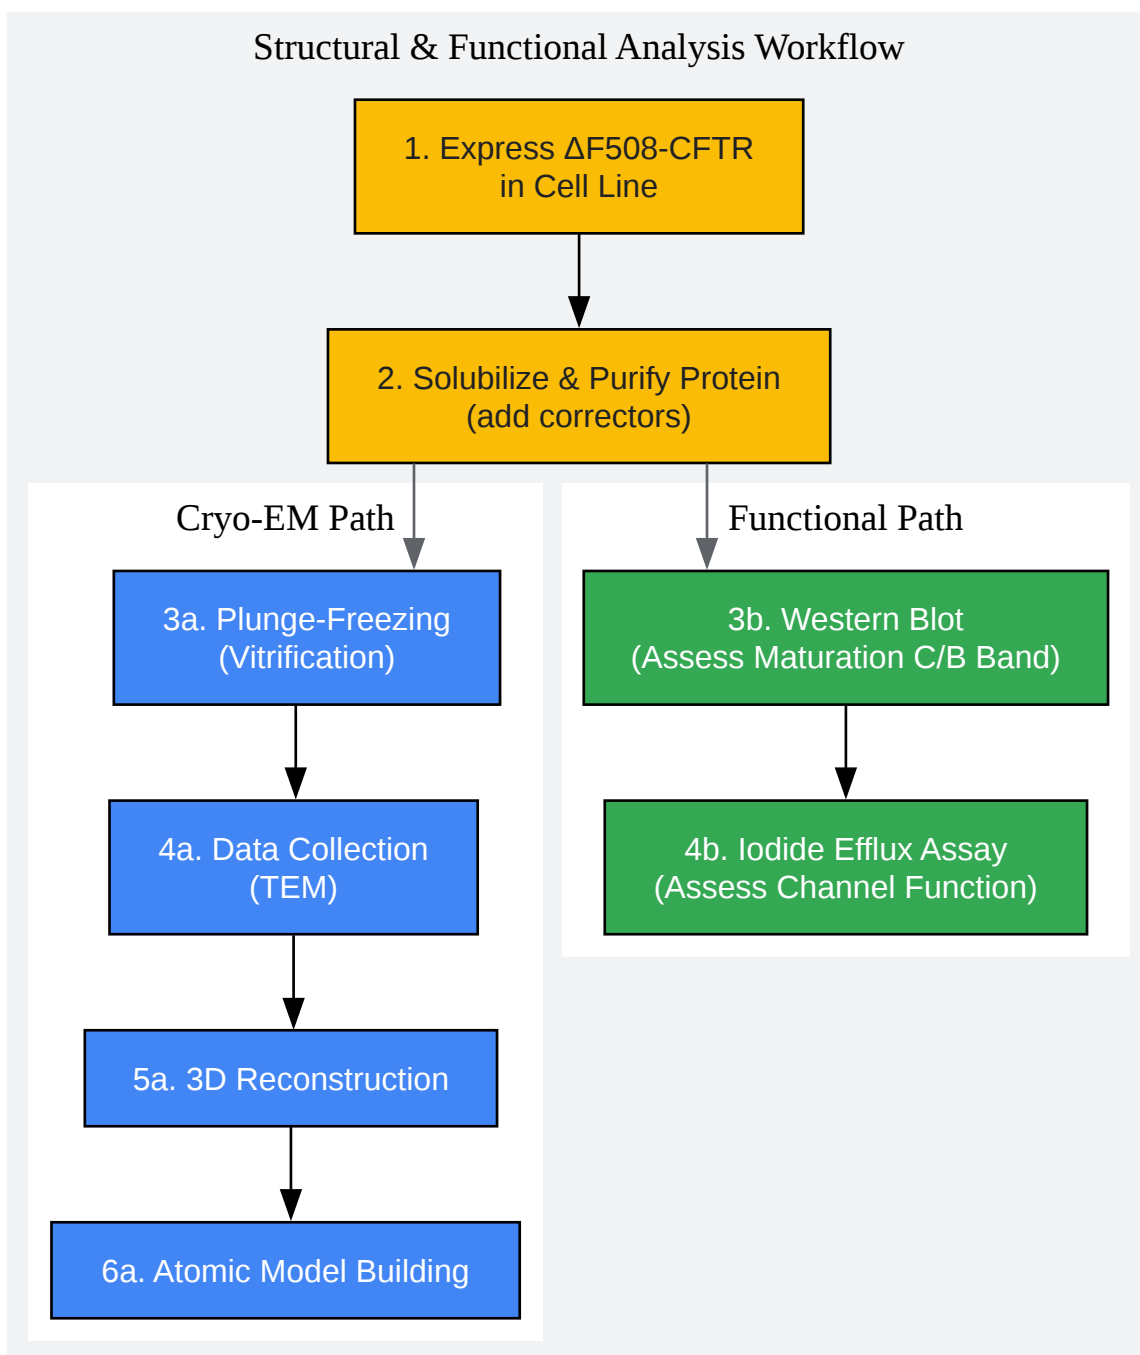 Structural & Functional Analysis Workflow
1. Express ΔF508-CFTR
in Cell Line
2. Solubilize & Purify Protein
(add correctors)
Cryo-EM Path
3a. Plunge-Freezing
(Vitrification)
4a. Data Collection
(TEM)
5a. 3D Reconstruction
6a. Atomic Model Building
Functional Path
3b. Western Blot
(Assess Maturation C/B Band)
4b. Iodide Efflux Assay
(Assess Channel Function)